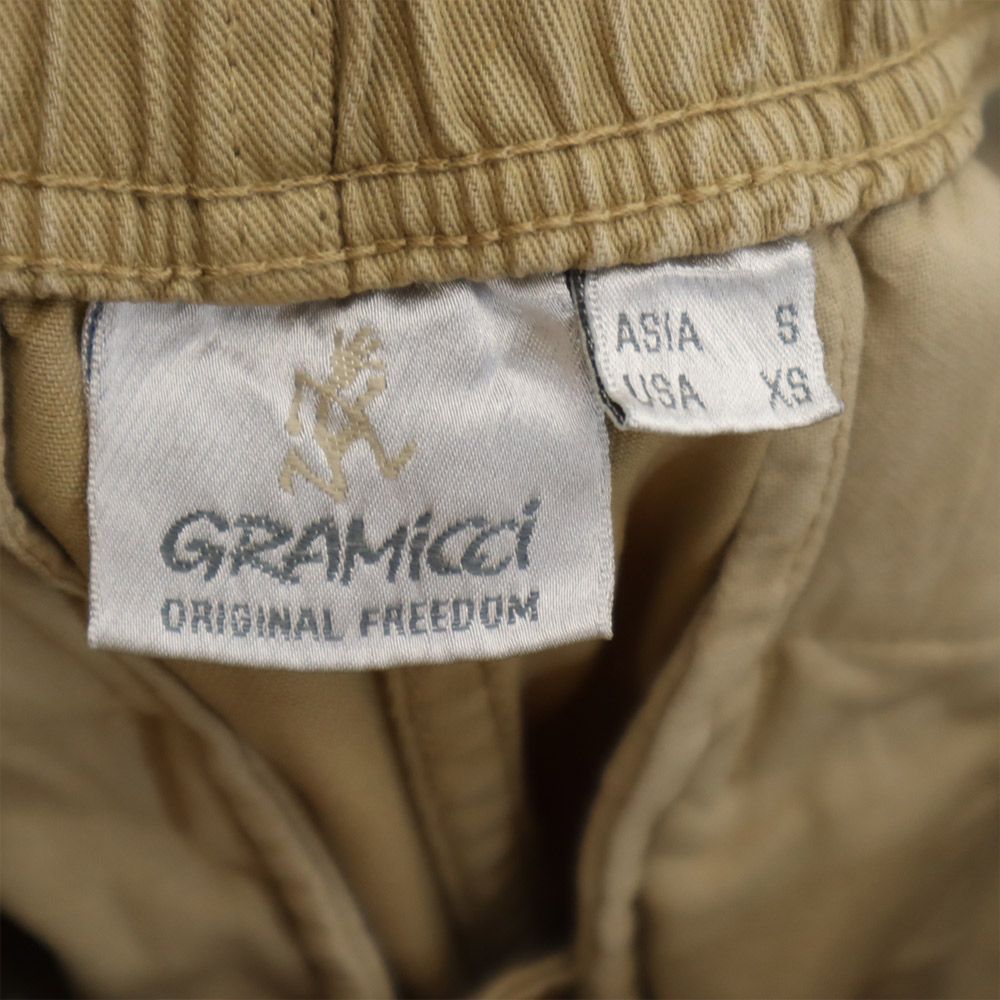 GRAMiCCi
ORIGINAL FREEDOM
ASIA S
USA XS